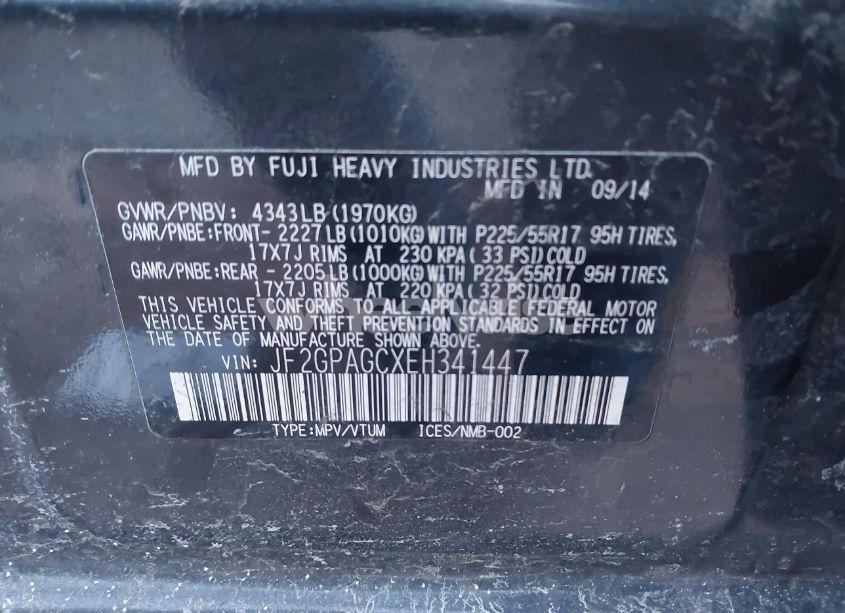 MFD BY FUJI HEAVY INDUSTRIES LTD.
MFD IN 09/14
GVWR/PNBV: 4343LB(1970KG)
GAWR/PNBE:FRONT- 2227LB(1010KG)WITH P225/55R17 95H TIRES,
17X7J RIMS AT 230 KPA( 33 PSI)COLD
GAWR/PNBE:REAR - 2205LB(1000KG)WITH P225/55R17 95H TIRES,
17X7J RIMS AT 220 KPA( 32 PSI)COLD
THIS VEHICLE CONFORMS TO ALL APPLICABLE FEDERAL MOTOR
VEHICLE SAFETY AND THEFT PREVENTION STANDARDS IN EFFECT ON
THE DATE OF MANUFACTURE SHOWN ABOVE.
VIN: JF2GPAGCXEH341447
TYPE:MPV/VTUM ICES/NMB-002